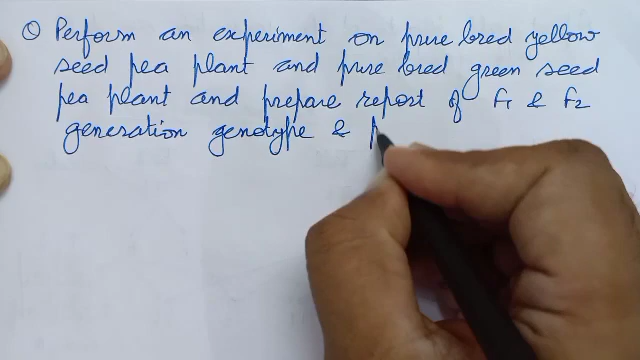 Perform an experiment on pure bred yellow
seed pea plant and pure bred green seed
pea plant and prepare report of F1 & F2
generation genotype &